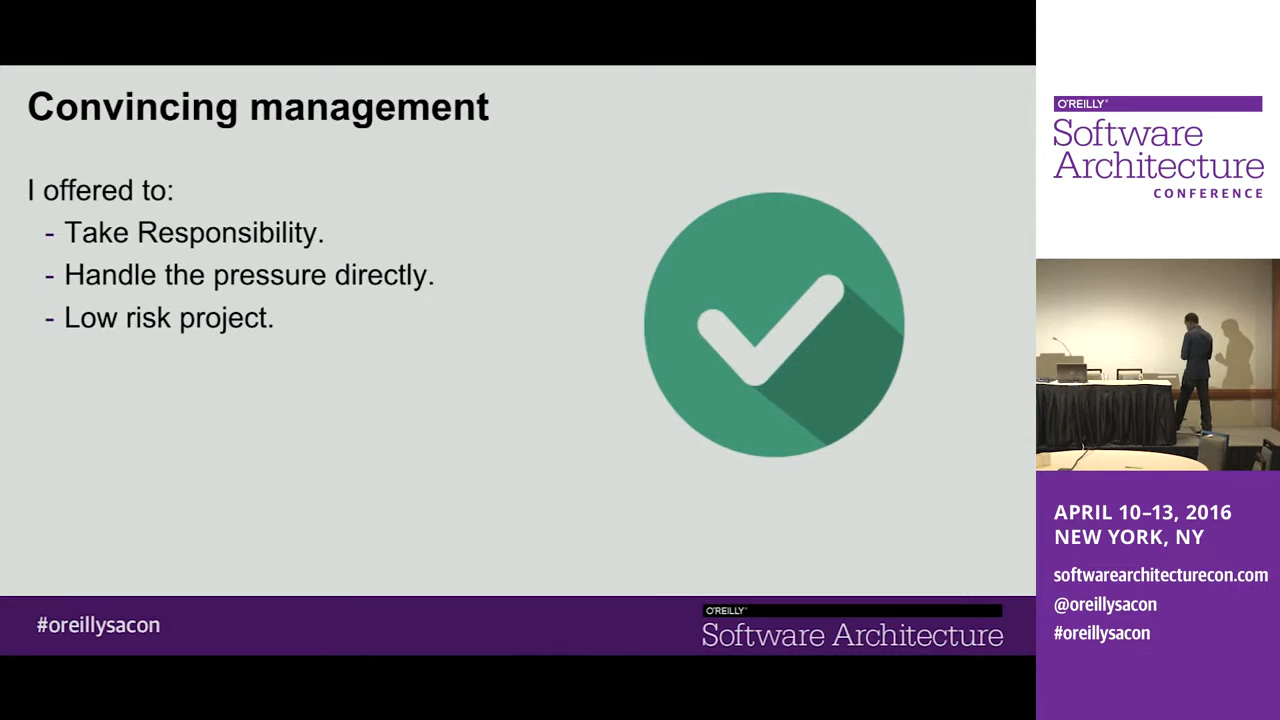 Convincing management
I offered to:
- Take Responsibility.
- Handle the pressure directly.
- Low risk project.
#oreillysacon
O'REILLY®
Software Architecture
O'REILLY®
Software
Architecture
CONFERENCE
APRIL 10–13, 2016
NEW YORK, NY
softwarearchitecturecon.com
@oreillysacon
#oreillysacon